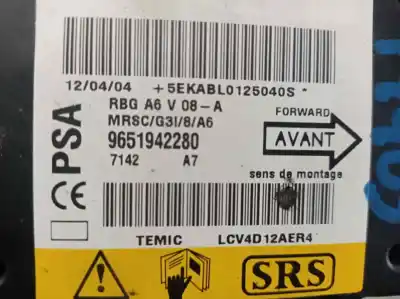 12/04/04 +5EKABL0125040S*
RBG A6 V 08-A
MRSC/G3I/8/A6
9651942280
7142 A7
PSA
CE
FORWARD
AVANT
sens de montage
TEMIC LCV4D12AER4
SRS